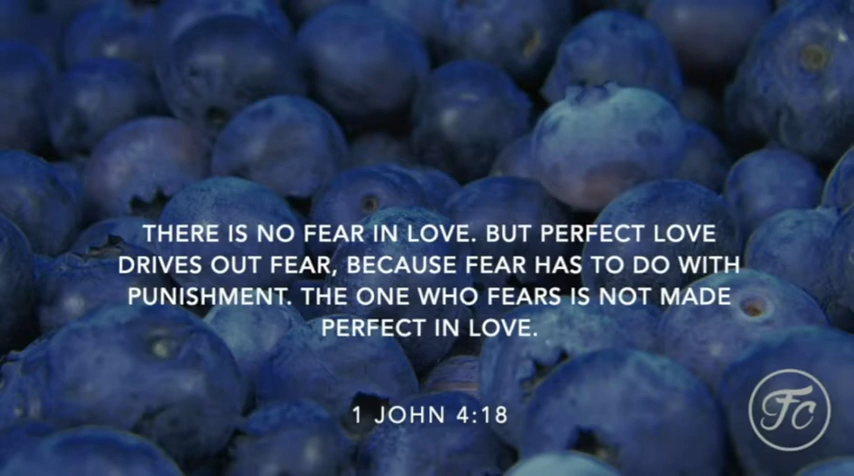 THERE IS NO FEAR IN LOVE. BUT PERFECT LOVE
DRIVES OUT FEAR, BECAUSE FEAR HAS TO DO WITH
PUNISHMENT. THE ONE WHO FEARS IS NOT MADE
PERFECT IN LOVE.
1 JOHN 4:18
Fc